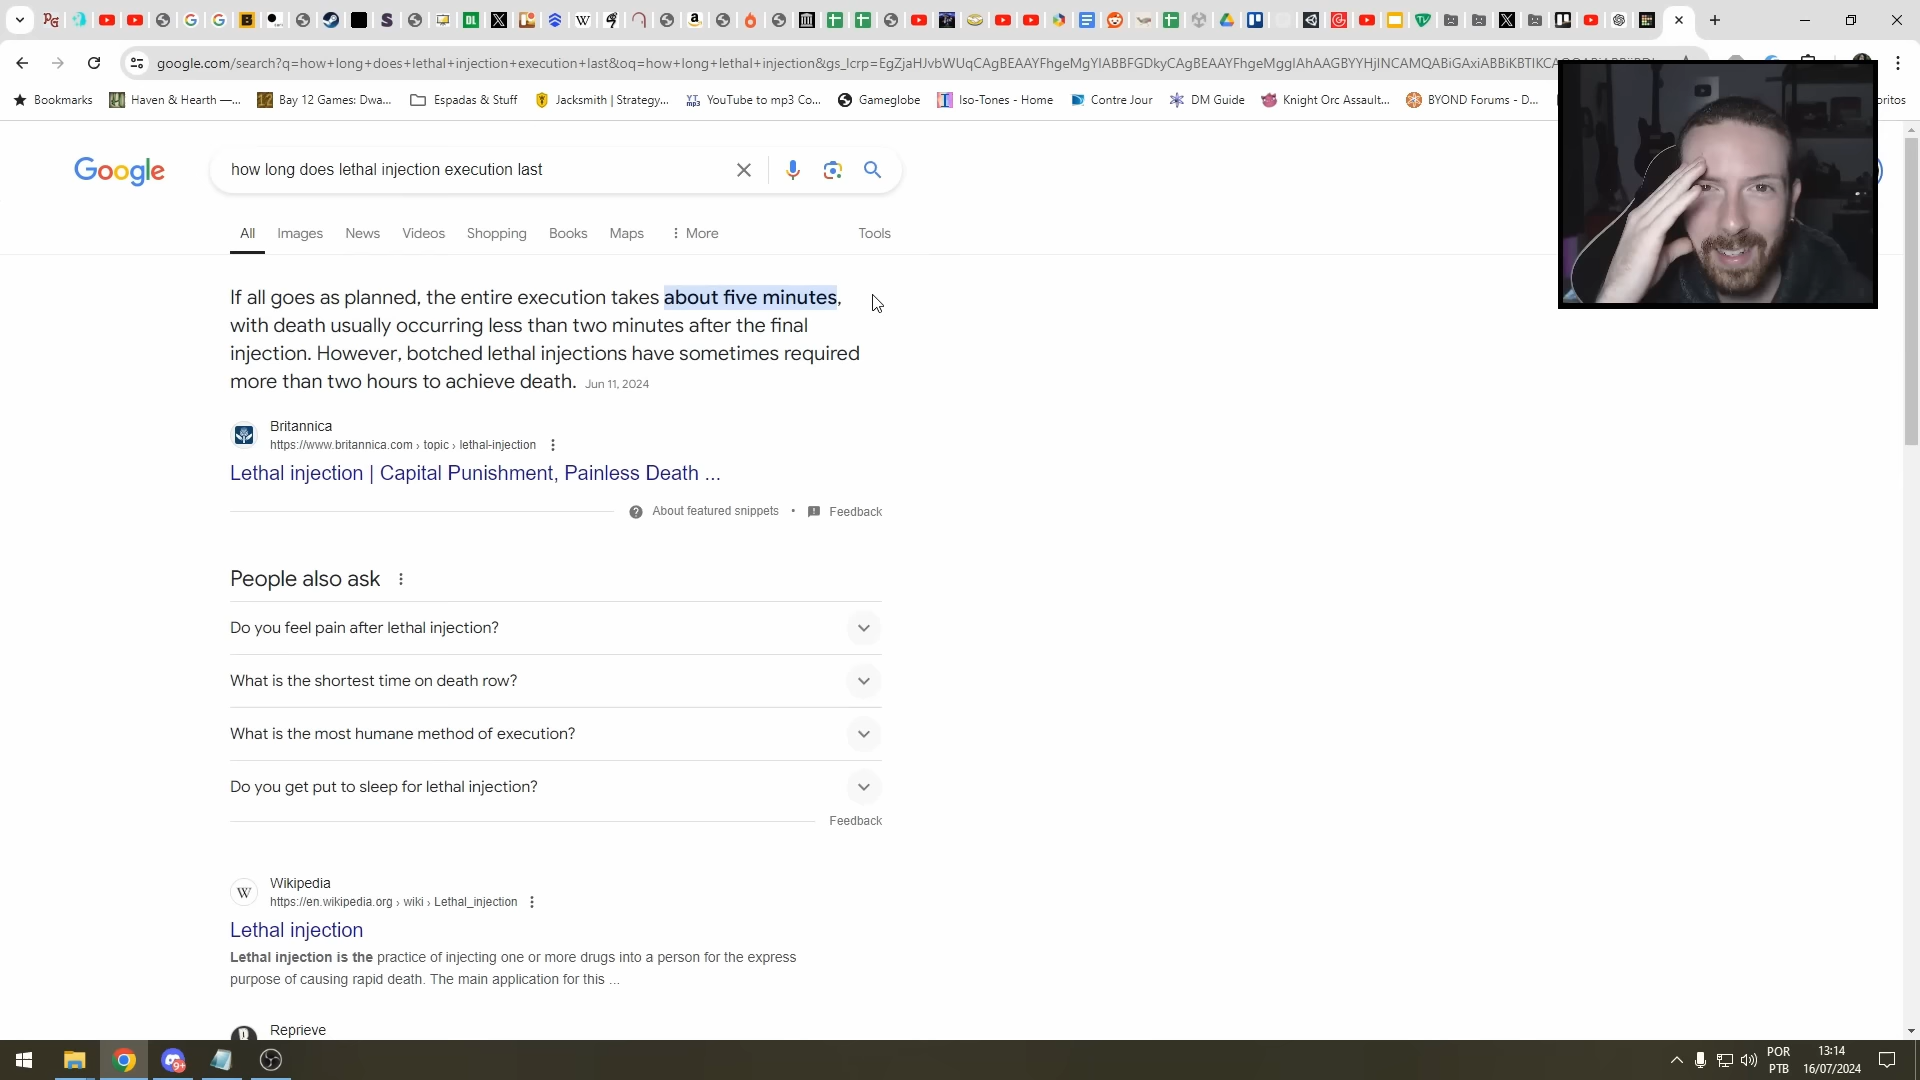 google.com/search?q=how+long+does+lethal+injection+execution+last&oq=how+long+lethal+injection&gs_lcrp=
Bookmarks
Haven & Hearth —...
Bay 12 Games: Dwa...
Espadas & Stuff
Jacksmith | Strategy...
YouTube to mp3 Co...
Gameglobe
Iso-Tones - Home
Contre Jour
DM Guide
Knight Orc Assault...
BYOND Forums - D...
oritos
Google
how long does lethal injection execution last
All
Images
News
Videos
Shopping
Books
Maps
More
Tools
If all goes as planned, the entire execution takes about five minutes,
with death usually occurring less than two minutes after the final
injection. However, botched lethal injections have sometimes required
more than two hours to achieve death. Jun 11, 2024
Britannica
https://www.britannica.com › topic › lethal-injection
Lethal injection | Capital Punishment, Painless Death ...
About featured snippets • Feedback
People also ask
Do you feel pain after lethal injection?
What is the shortest time on death row?
What is the most humane method of execution?
Do you get put to sleep for lethal injection?
Feedback
Wikipedia
https://en.wikipedia.org › wiki › Lethal_injection
Lethal injection
Lethal injection is the practice of injecting one or more drugs into a person for the express
purpose of causing rapid death. The main application for this ...
Reprieve
POR
PTB
13:14
16/07/2024